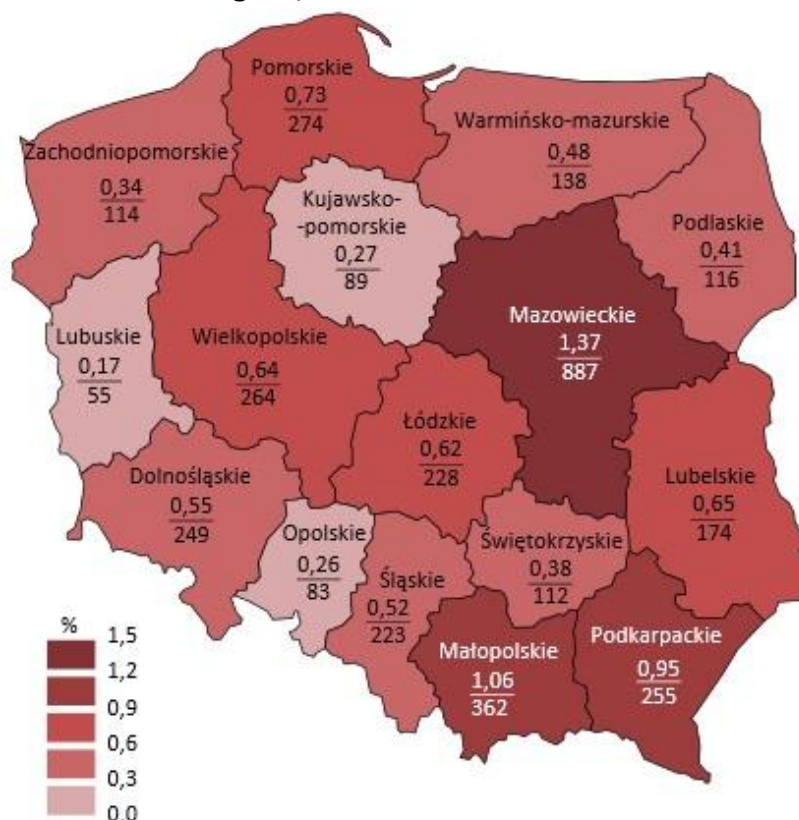 Pomorskie
0,73
274
Warmińsko-mazurskie
0,48
138
Zachodniopomorskie
0,34
114
Kujawsko-
-pomorskie
0,27
89
Podlaskie
0,41
116
Mazowieckie
1,37
887
Lubuskie
0,17
55
Wielkopolskie
0,64
264
Łódzkie
0,62
228
Dolnośląskie
0,55
249
Lubelskie
0,65
174
Opolskie
0,26
83
Świętokrzyskie
0,38
112
Śląskie
0,52
223
Małopolskie
1,06
362
Podkarpackie
0,95
255
%
1,5
1,2
0,9
0,6
0,3
0,0